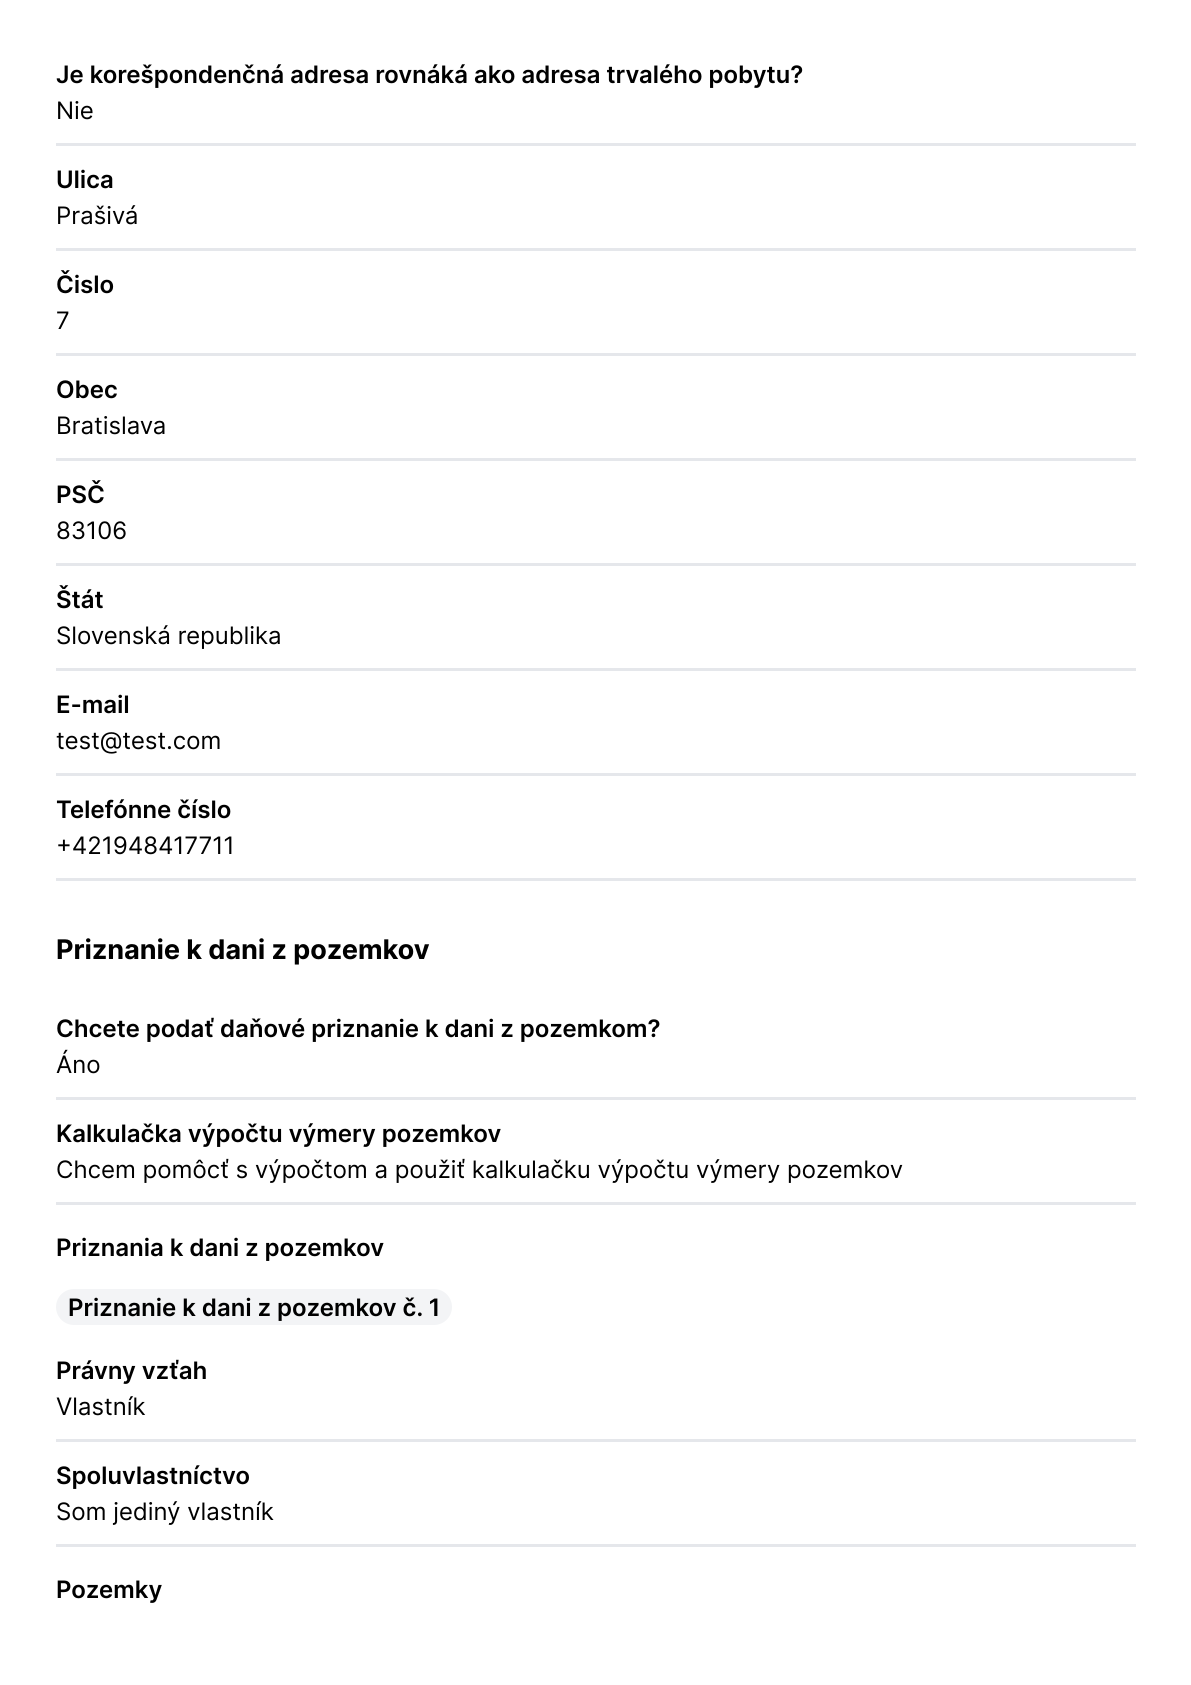 Je korešpondenčná adresa rovnáká ako adresa trvalého pobytu?
Nie
Ulica
Prašivá
Čislo
7
Obec
Bratislava
PSČ
83106
Štát
Slovenská republika
E-mail
test@test.com
Telefónne číslo
+421948417711
Priznanie k dani z pozemkov
Chcete podať daňové priznanie k dani z pozemkom?
Áno
Kalkulačka výpočtu výmery pozemkov
Chcem pomôcť s výpočtom a použiť kalkulačku výpočtu výmery pozemkov
Priznania k dani z pozemkov
Priznanie k dani z pozemkov č. 1
Právny vzťah
Vlastník
Spoluvlastníctvo
Som jediný vlastník
Pozemky